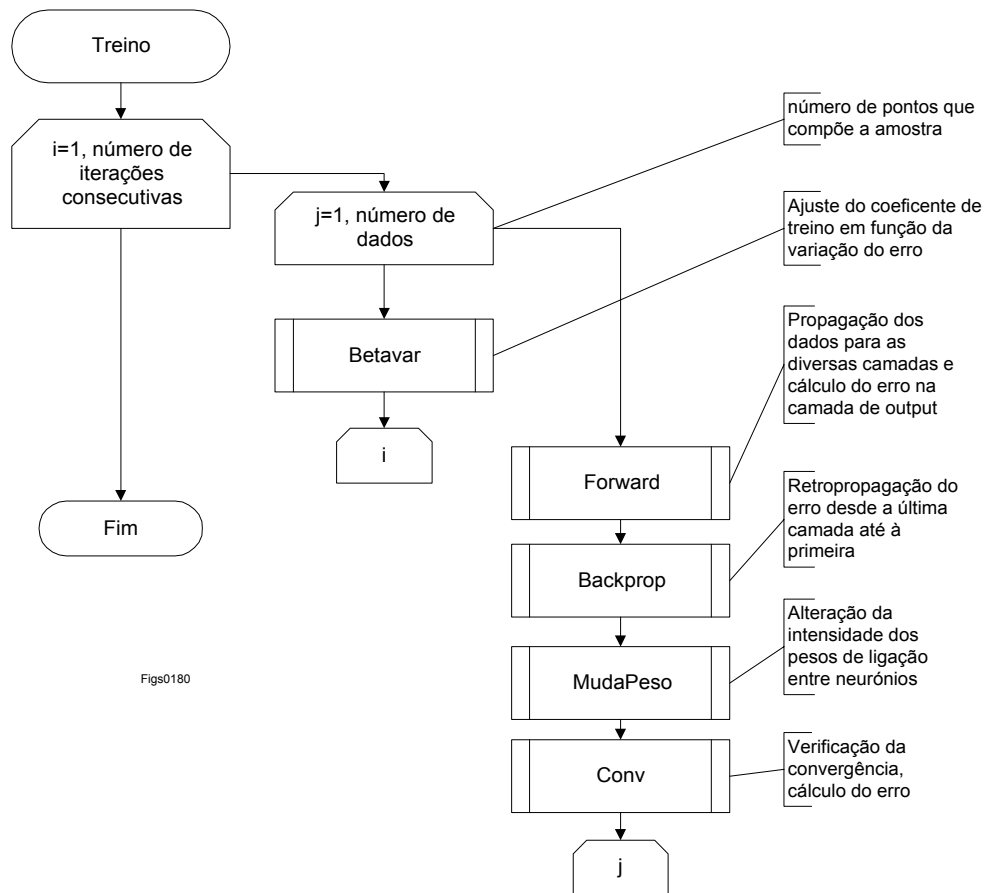 Treino
i=1, número de
iterações
consecutivas
j=1, número de
dados
Betavar
i
Fim
Figs0180
Forward
Backprop
MudaPeso
Conv
j
número de pontos que
compõe a amostra
Ajuste do coeficente de
treino em função da
variação do erro
Propagação dos
dados para as
diversas camadas e
cálculo do erro na
camada de output
Retropropagação do
erro desde a última
camada até à
primeira
Alteração da
intensidade dos
pesos de ligação
entre neurónios
Verificação da
convergência,
cálculo do erro